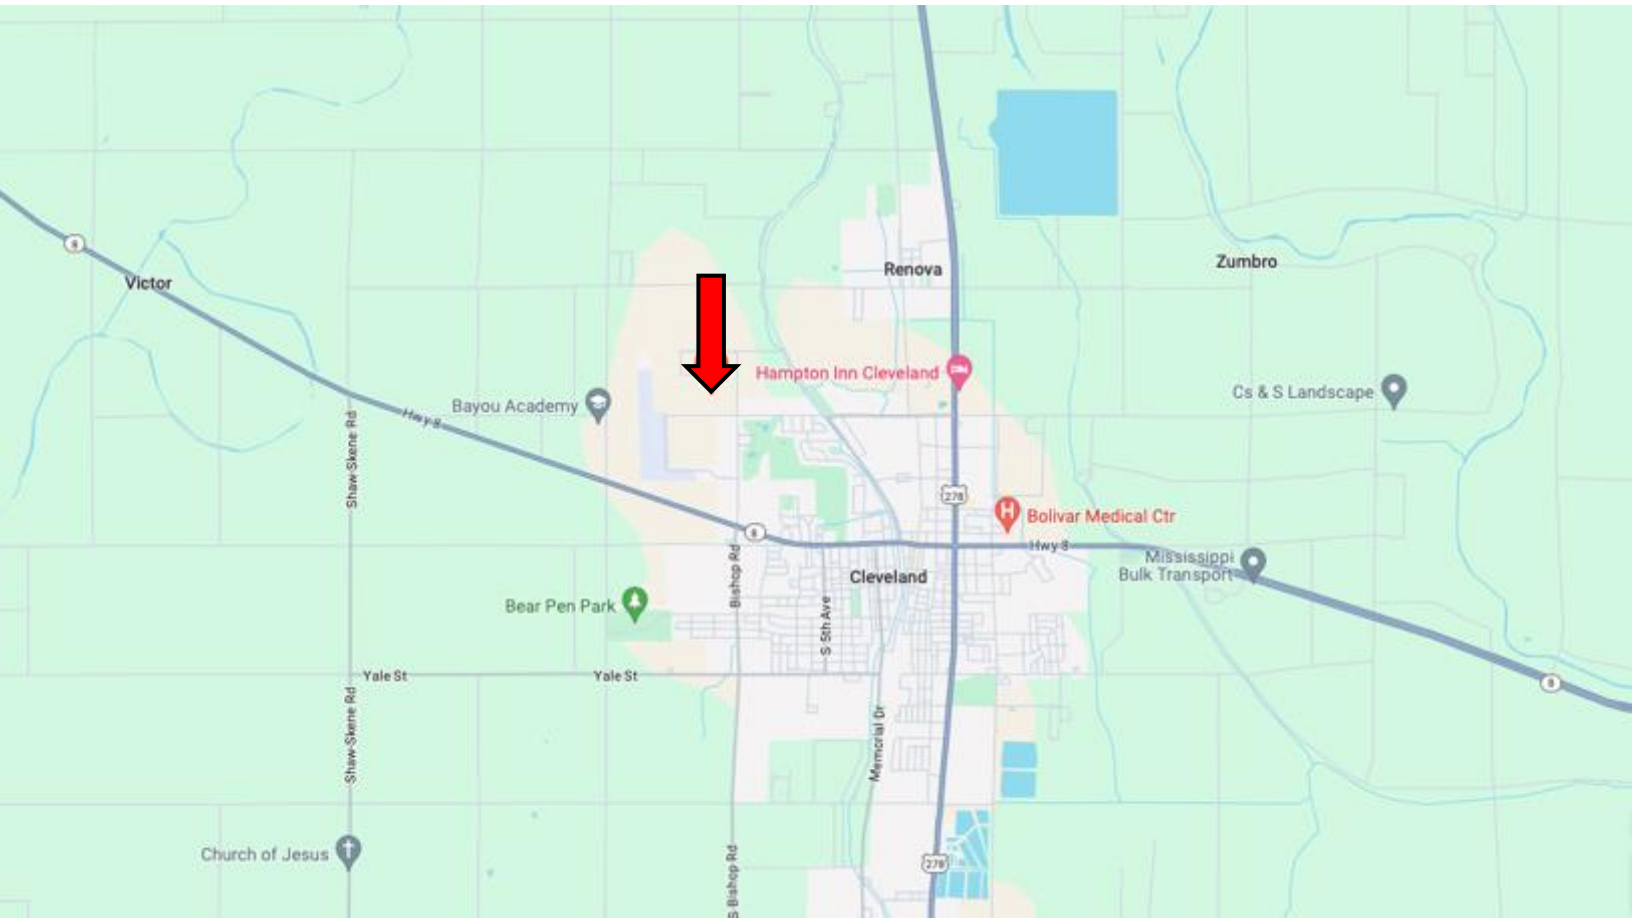 8
Victor
Renova
Zumbro
Hampton Inn Cleveland
Cs & S Landscape
Bayou Academy
Hwy 8
Shaw-Skene Rd
278
Bolivar Medical Ctr
8
Hwy 8
Mississippi
Bulk Transport
Bishop Rd
Cleveland
Bear Pen Park
S 5th Ave
Yale St
Yale St
8
Shaw-Skene Rd
Memorial Dr
Church of Jesus
278
S Bishop Rd